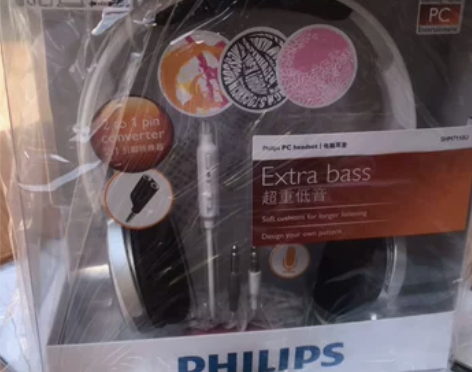 PC
Entertainment
2 to 1 pin
converter
Philips PC headset | 电脑耳麦
Extra bass
超重低音
Soft cushions for longer listening
Design your own pattern
PHILIPS